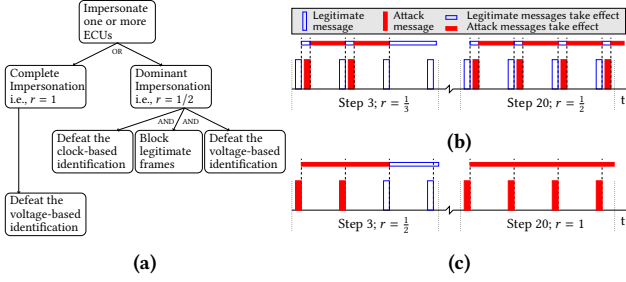 Impersonate
one or more
ECUs
OR
Complete
Impersonation
i.e., r = 1
Dominant
Impersonation
i.e., r = 1/2
AND
AND
Defeat the
clock-based
identification
Block
legitimate
frames
Defeat the
voltage-based
identification
Defeat the
voltage-based
identification
(a)
Legitimate
message
Attack
message
Legitimate messages take effect
Attack messages take effect
Step 3; r = 1/3
Step 20; r = 1/2
t
(b)
Step 3; r = 1/2
Step 20; r = 1
t
(c)